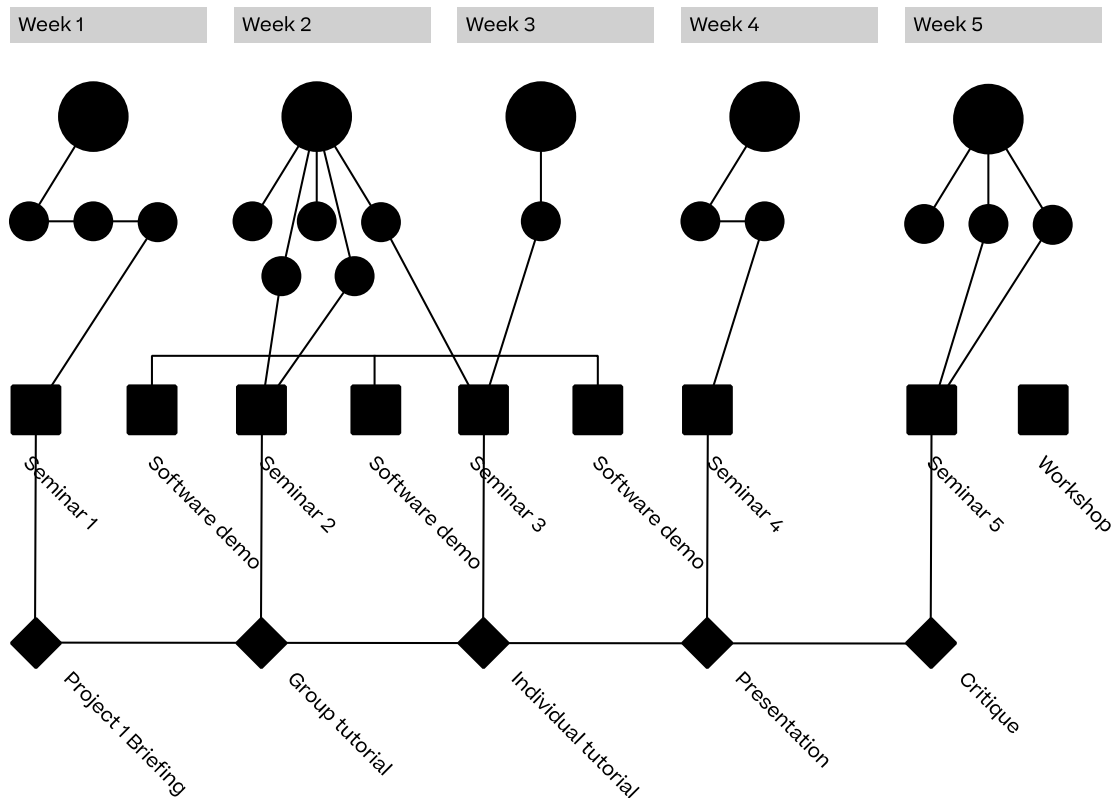 Week 1
Week 2
Week 3
Week 4
Week 5
Seminar 1
Software demo
Seminar 2
Software demo
Seminar 3
Software demo
Seminar 4
Seminar 5
Workshop
Project 1 Briefing
Group tutorial
Individual tutorial
Presentation
Critique